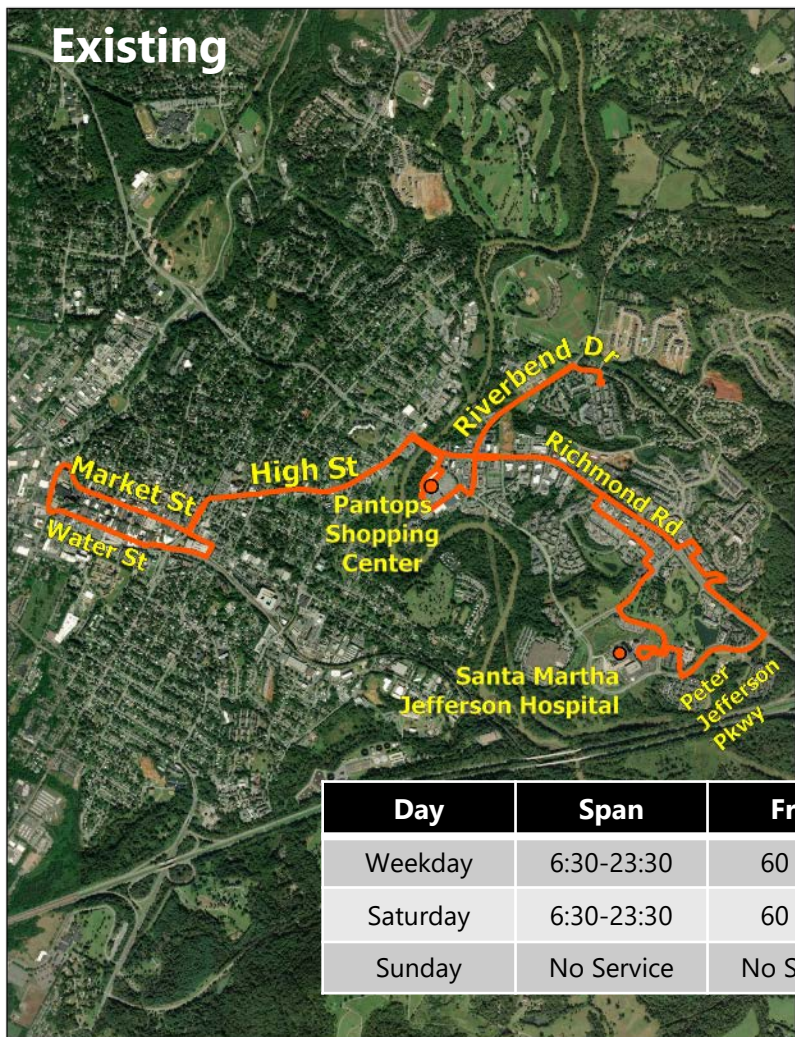 Existing
Riverbend Dr
Market St
High St
Richmond Rd
Pantops
Shopping
Center
Water St
Santa Martha
Jefferson Hospital
Peter
Jefferson
Pkwy
Day Span Fr
Weekday 6:30-23:30 60
Saturday 6:30-23:30 60
Sunday No Service No S